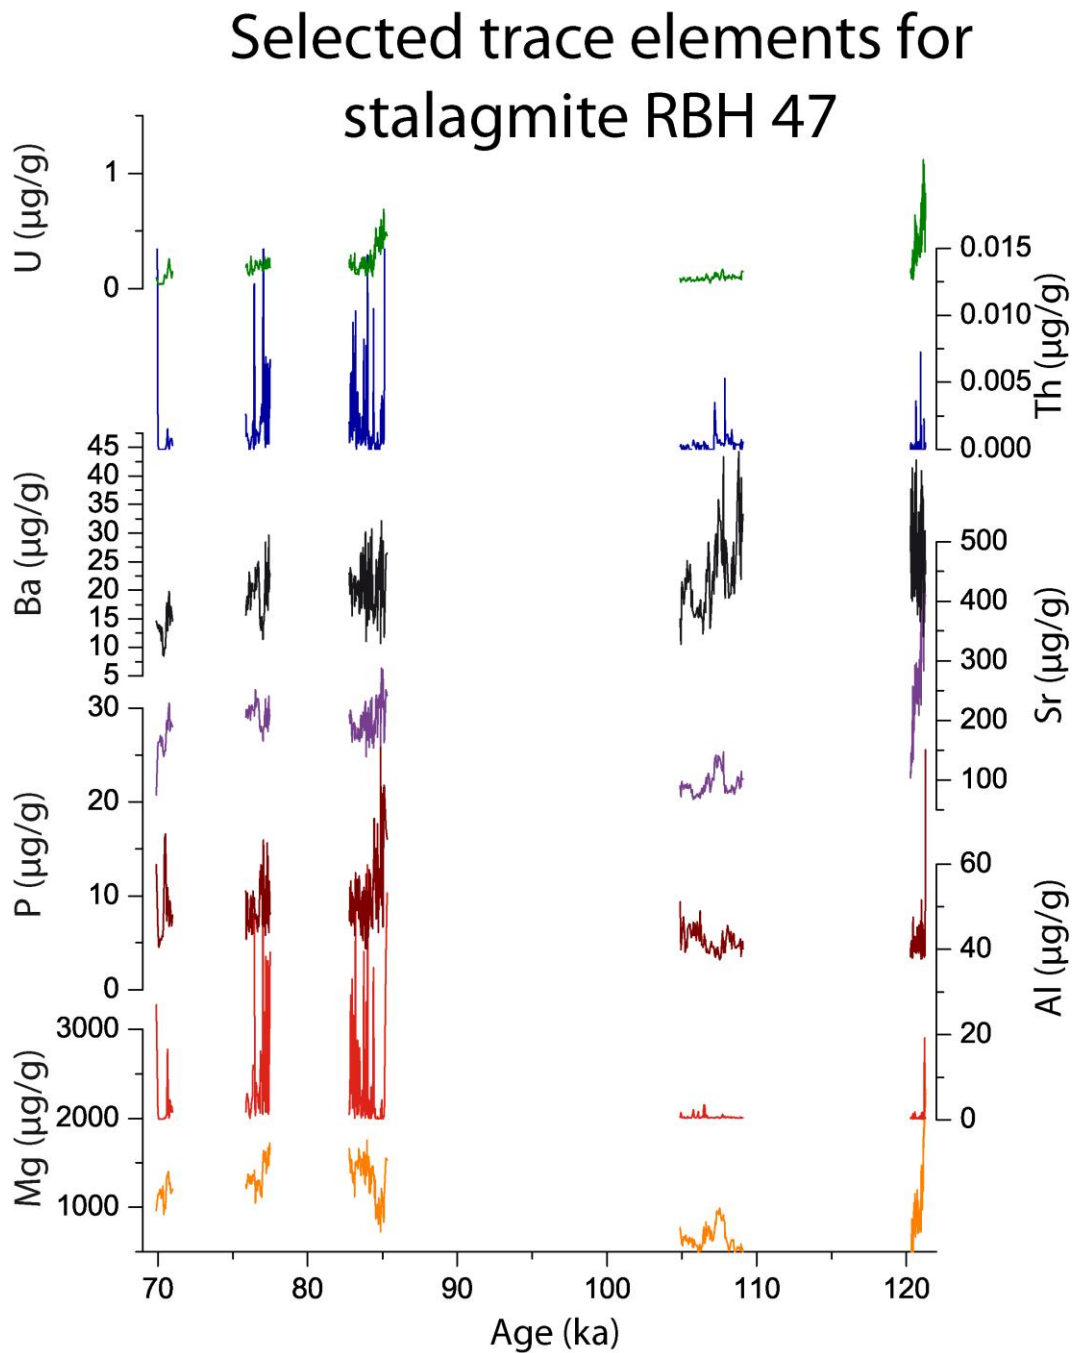 Selected trace elements for
stalagmite RBH 47
U (µg/g)
1
0
0.015
0.010
0.005
0.000
Th (µg/g)
45
40
35
30
25
20
15
10
5
Ba (µg/g)
500
400
300
200
100
Sr (µg/g)
30
20
10
0
P (µg/g)
60
40
20
0
Al (µg/g)
3000
2000
1000
Mg (µg/g)
70 80 90 100 110 120
Age (ka)